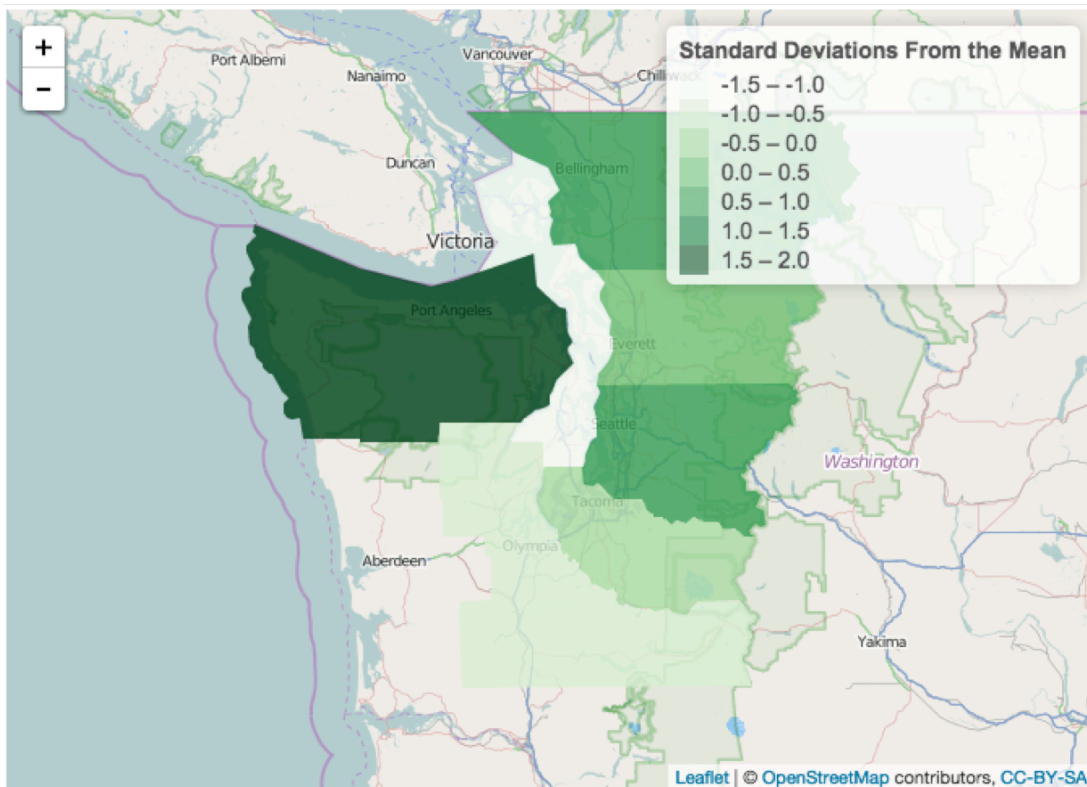 +
−
Port Alberni
Nanaimo
Vancouver
Chilliwack
Duncan
Victoria
Bellingham
Port Angeles
Everett
Seattle
Washington
Tacoma
Olympia
Aberdeen
Yakima
Standard Deviations From the Mean
-1.5 – -1.0
-1.0 – -0.5
-0.5 – 0.0
0.0 – 0.5
0.5 – 1.0
1.0 – 1.5
1.5 – 2.0
Leaflet | © OpenStreetMap contributors, CC-BY-SA